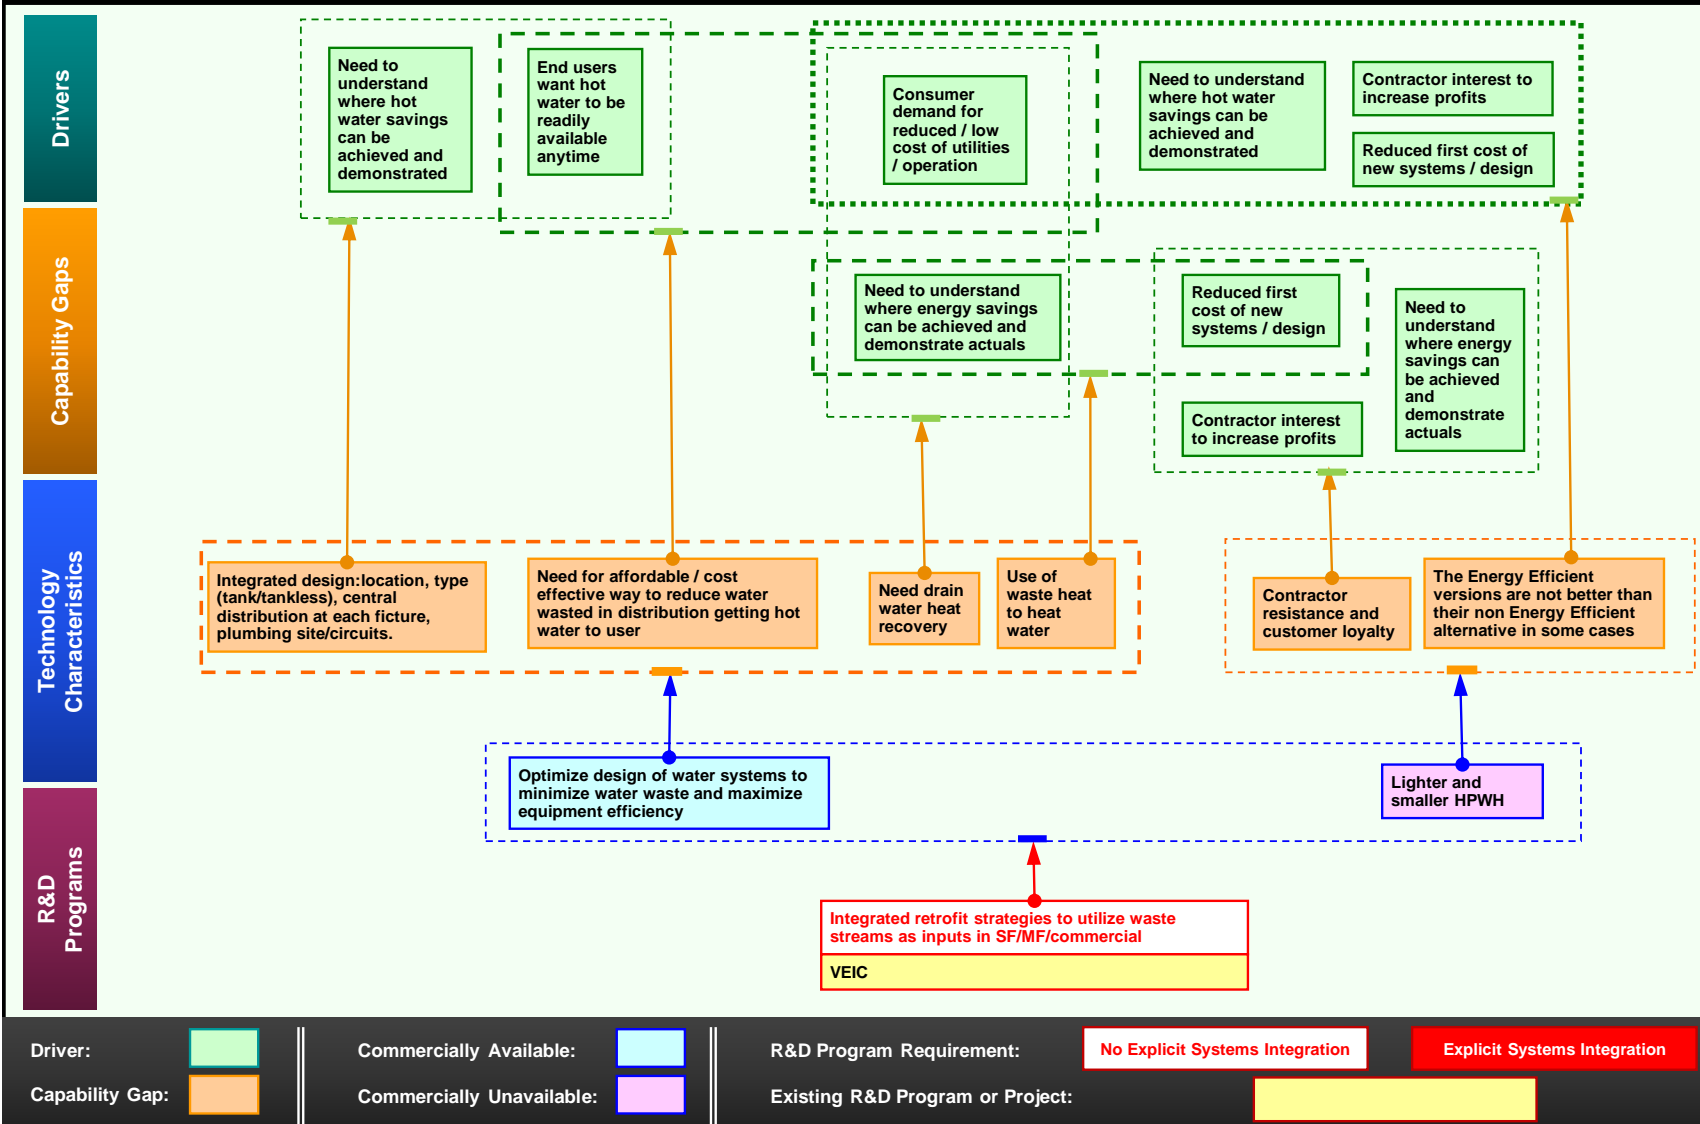 Drivers
Need to
understand
where hot
water savings
can be
achieved and
demonstrated
End users
want hot
water to be
readily
available
anytime
Consumer
demand for
reduced / low
cost of utilities
/ operation
Need to understand
where hot water
savings can be
achieved and
demonstrated
Contractor interest to
increase profits
Reduced first cost of
new systems / design
Capability Gaps
Need to understand
where energy savings
can be achieved and
demonstrate actuals
Reduced first
cost of new
systems / design
Contractor interest
to increase profits
Need to
understand
where energy
savings can
be achieved
and
demonstrate
actuals
Technology
Characteristics
Integrated design:location, type
(tank/tankless), central
distribution at each ficture,
plumbing site/circuits.
Need for affordable / cost
effective way to reduce water
wasted in distribution getting hot
water to user
Need drain
water heat
recovery
Use of
waste heat
to heat
water
Contractor
resistance and
customer loyalty
The Energy Efficient
versions are not better than
their non Energy Efficient
alternative in some cases
Optimize design of water systems to
minimize water waste and maximize
equipment efficiency
Lighter and
smaller HPWH
R&D
Programs
Integrated retrofit strategies to utilize waste
streams as inputs in SF/MF/commercial
VEIC
Driver:
Capability Gap:
Commercially Available:
Commercially Unavailable:
R&D Program Requirement:
No Explicit Systems Integration
Explicit Systems Integration
Existing R&D Program or Project: